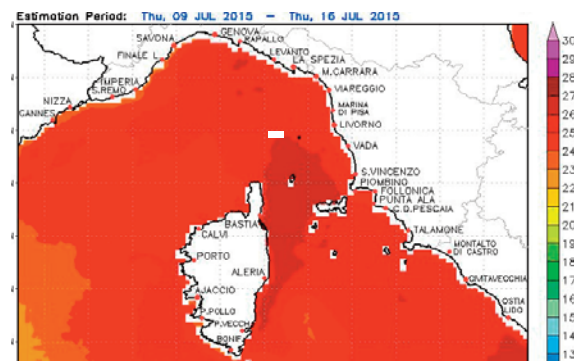 Estimation Period: Thu, 09 JUL 2015 – Thu, 16 JUL 2015
GENOVA
SAVONA
RAPALLO
FINALE L.
LEVANTO
LA SPEZIA
M.CARRARA
IMPERIA
S.REMO
VIAREGGIO
NIZZA
MARINA
DI PISA
CANNES
LIVORNO
VADA
S.VINCENZO
PIOMBINO
FOLLONICA
PUNTA ALA
C.D.PESCAIA
BASTIA
CALVI
TALAMONE
MONTALTO
DI CASTRO
PORTO
ALERIA
CIVITAVECCHIA
AJACCIO
OSTIA
LIDO
P.POLLO
P.VECCH
BONIF.
30
29
28
27
26
25
24
23
22
21
20
19
18
17
16
15
14
13